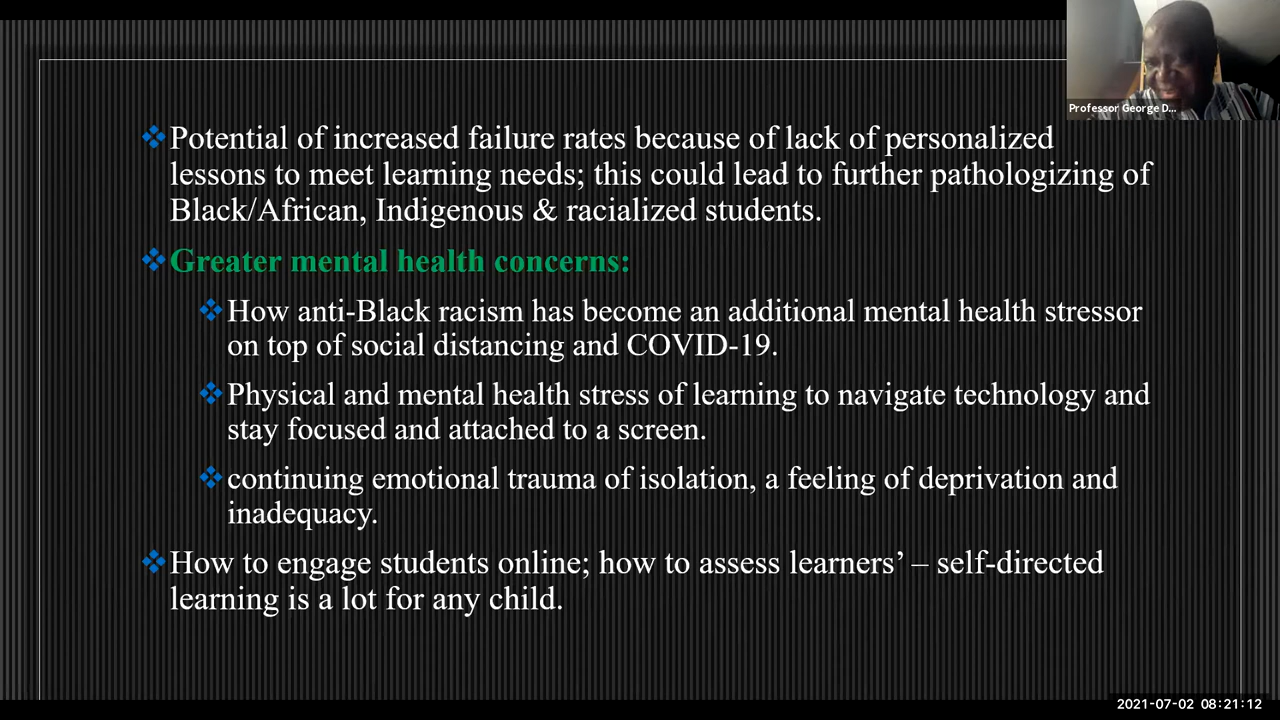 Professor George D...
Potential of increased failure rates because of lack of personalized
lessons to meet learning needs; this could lead to further pathologizing of
Black/African, Indigenous & racialized students.
Greater mental health concerns:
How anti-Black racism has become an additional mental health stressor
on top of social distancing and COVID-19.
Physical and mental health stress of learning to navigate technology and
stay focused and attached to a screen.
continuing emotional trauma of isolation, a feeling of deprivation and
inadequacy.
How to engage students online; how to assess learners’ – self-directed
learning is a lot for any child.
2021-07-02 08:21:12